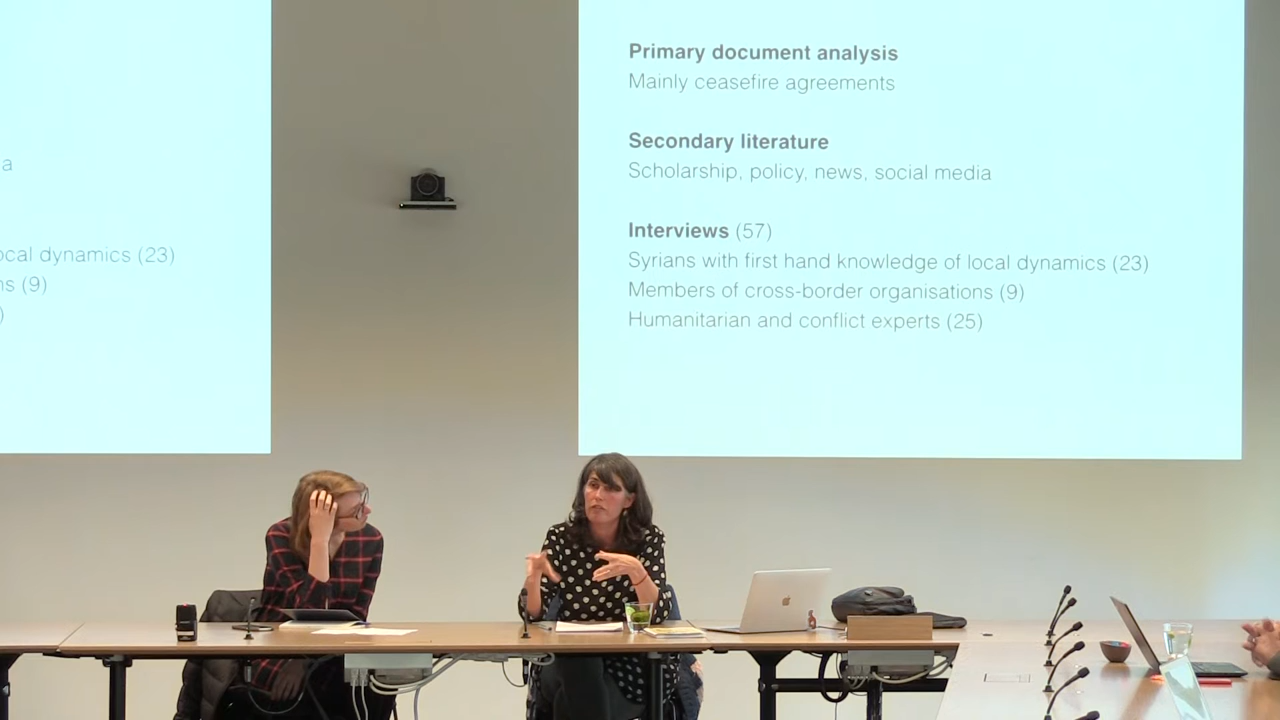 a
ocal dynamics (23)
ns (9)
)
Primary document analysis
Mainly ceasefire agreements
Secondary literature
Scholarship, policy, news, social media
Interviews (57)
Syrians with first hand knowledge of local dynamics (23)
Members of cross-border organisations (9)
Humanitarian and conflict experts (25)